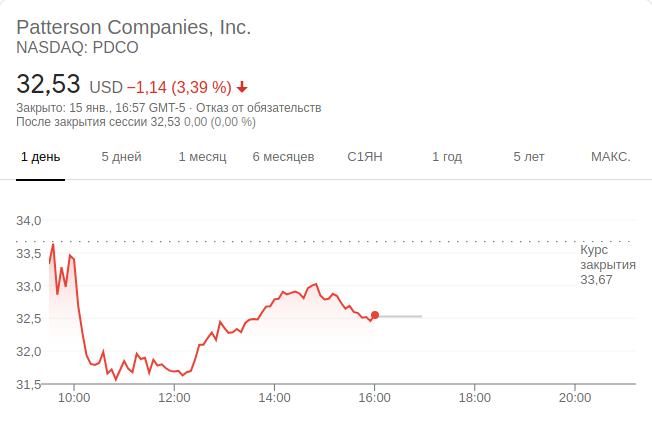 Patterson Companies, Inc.
NASDAQ: PDCO
32,53 USD −1,14 (3,39 %)
Закрыто: 15 янв., 16:57 GMT-5 · Отказ от обязательств
После закрытия сессии 32,53 0,00 (0,00 %)
1 день 5 дней 1 месяц 6 месяцев С1ЯН 1 год 5 лет МАКС.
34,0
Курс
33,5
закрытия
33,67
33,0
32,5
32,0
31,5
10:00 12:00 14:00 16:00 18:00 20:00